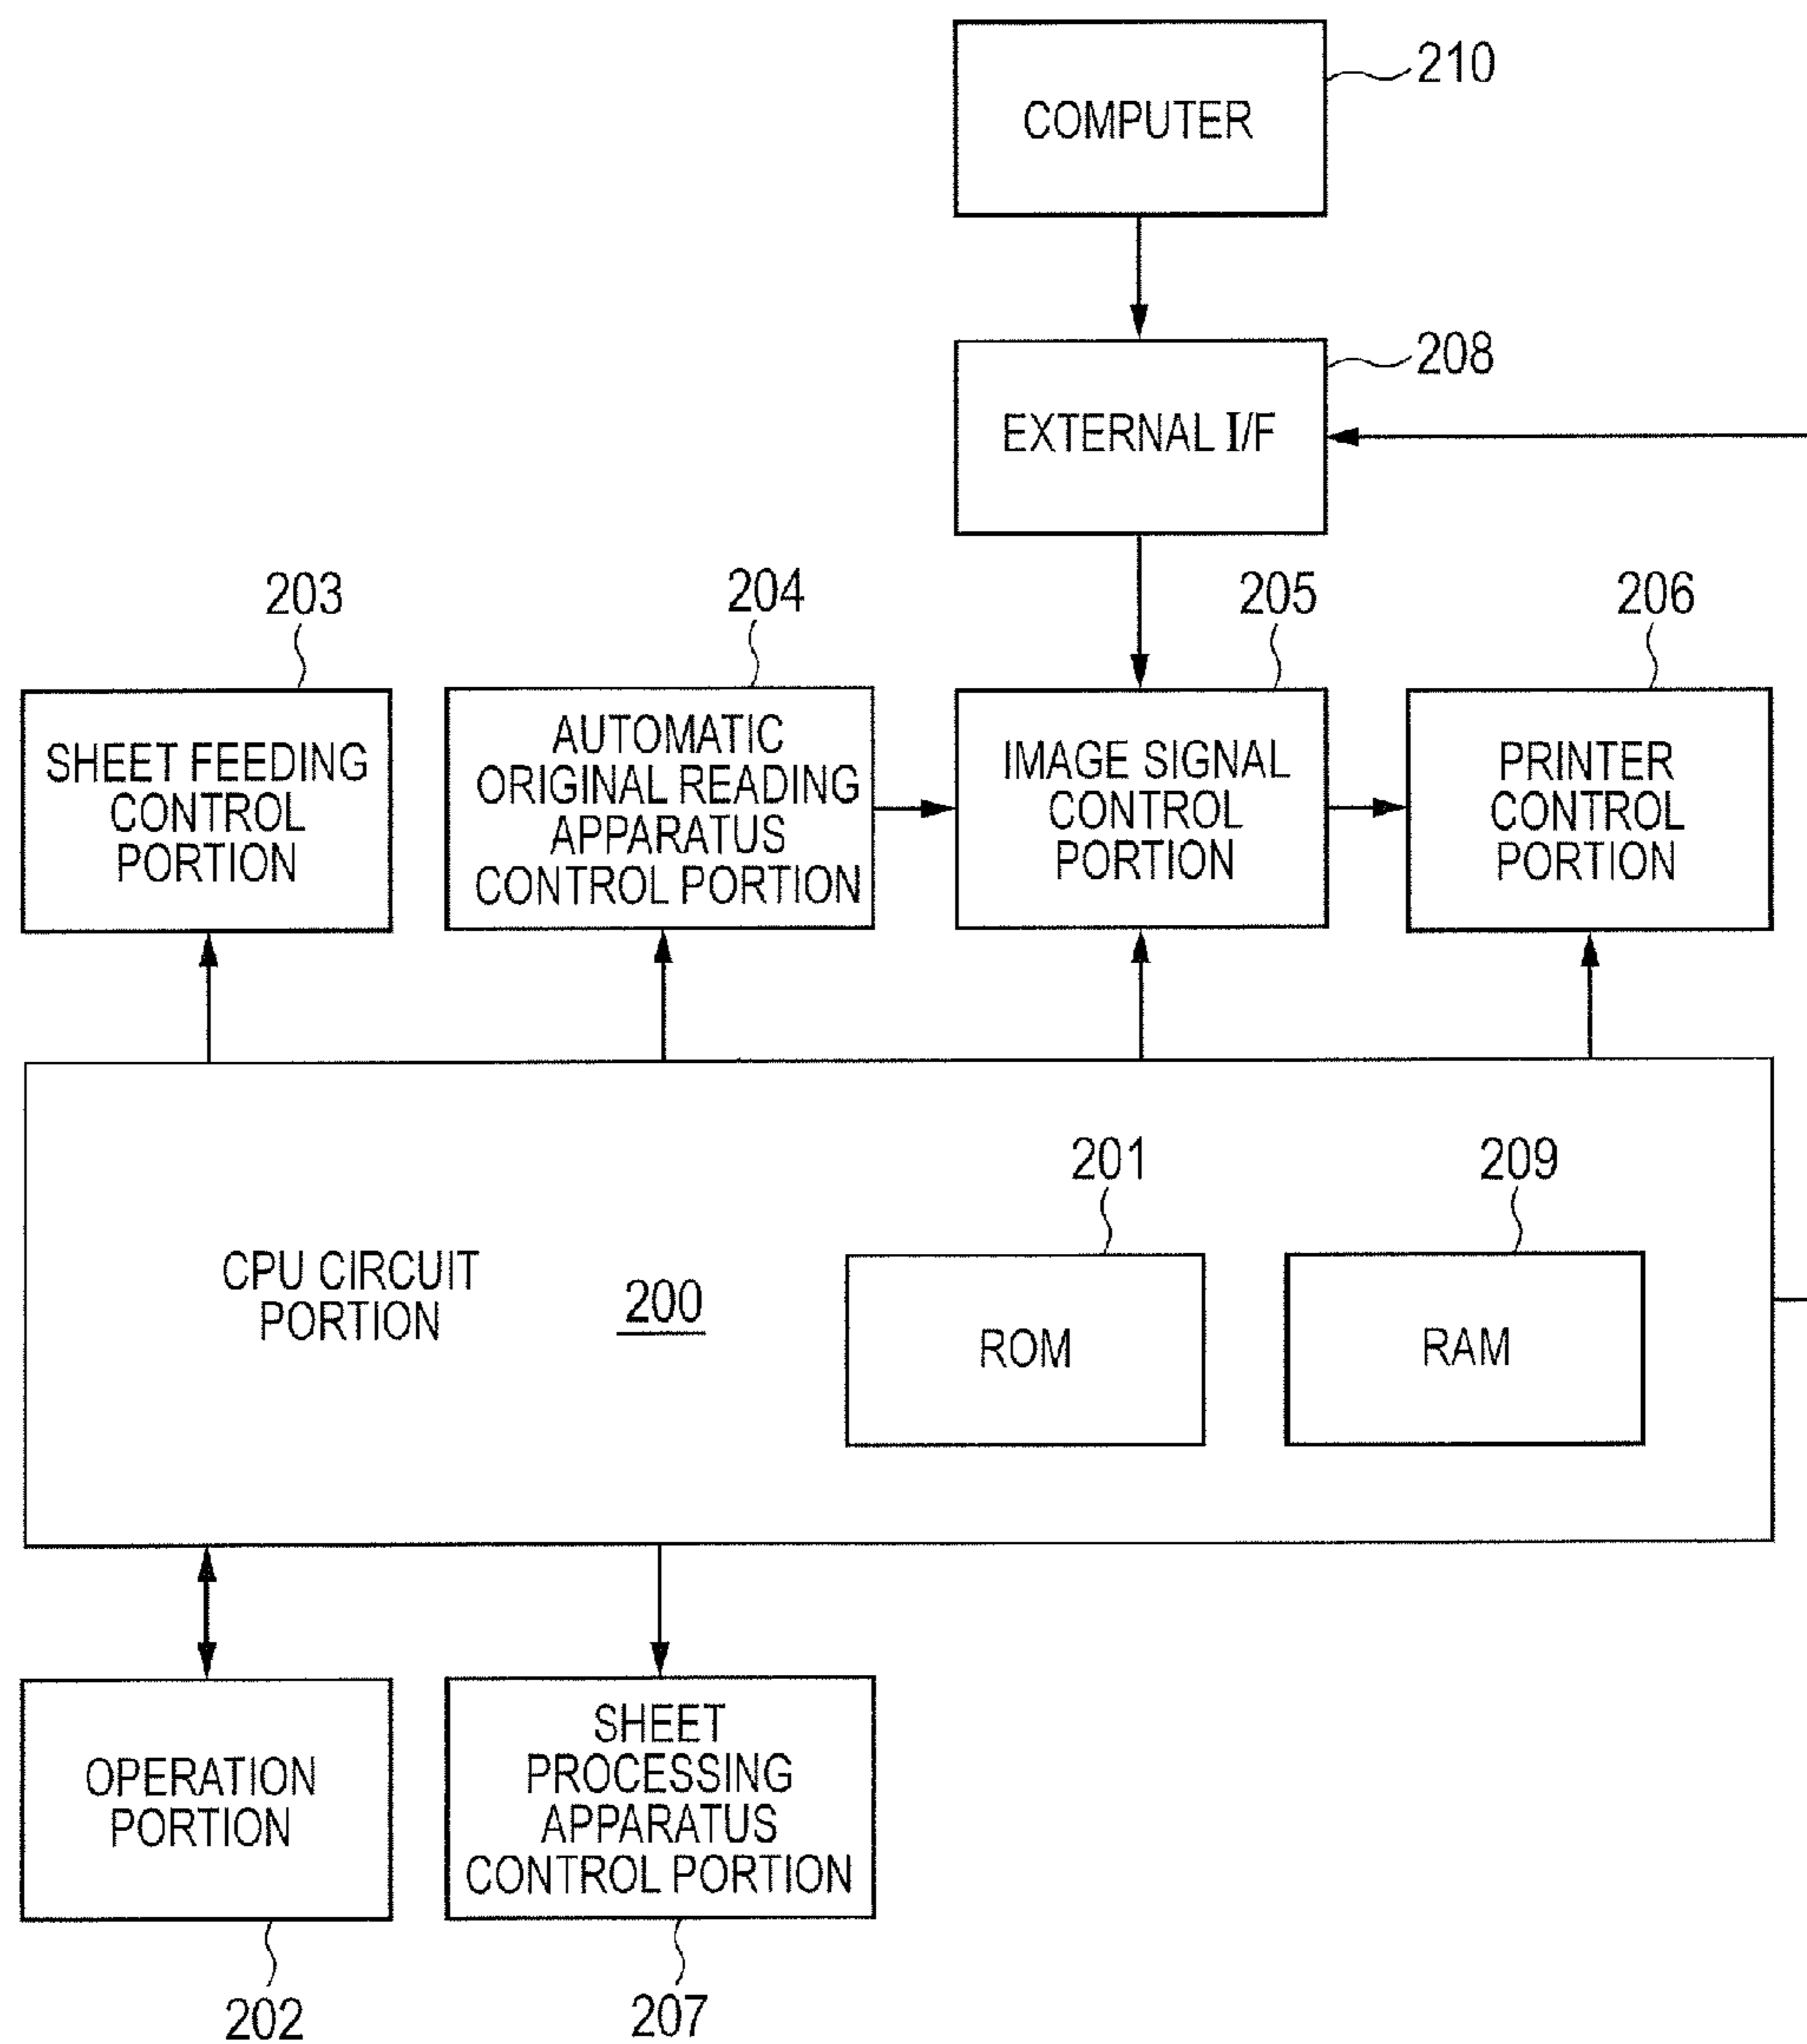 210
COMPUTER
208
EXTERNAL I/F
203
204
205
206
SHEET FEEDING
CONTROL
PORTION
AUTOMATIC
ORIGINAL READING
APPARATUS
CONTROL PORTION
IMAGE SIGNAL
CONTROL
PORTION
PRINTER
CONTROL
PORTION
201
209
CPU CIRCUIT
PORTION
200
ROM
RAM
OPERATION
PORTION
SHEET
PROCESSING
APPARATUS
CONTROL PORTION
202
207